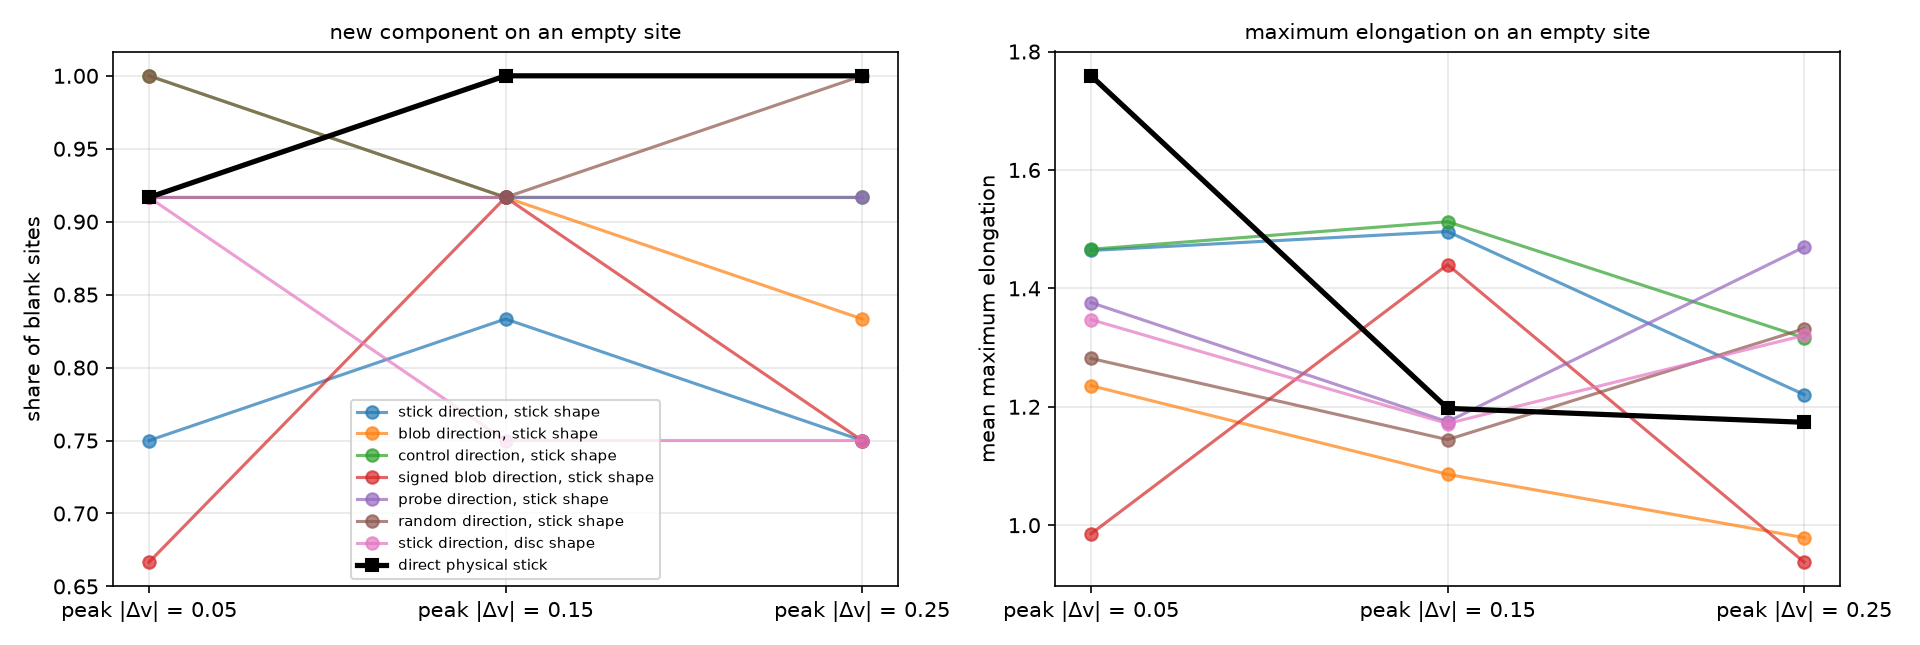 new component on an empty site
share of blank sites
1.00
0.95
0.90
0.85
0.80
0.75
0.70
0.65
stick direction, stick shape
blob direction, stick shape
control direction, stick shape
signed blob direction, stick shape
probe direction, stick shape
random direction, stick shape
stick direction, disc shape
direct physical stick
peak |Δv| = 0.05
peak |Δv| = 0.15
peak |Δv| = 0.25
maximum elongation on an empty site
mean maximum elongation
1.8
1.6
1.4
1.2
1.0
peak |Δv| = 0.05
peak |Δv| = 0.15
peak |Δv| = 0.25